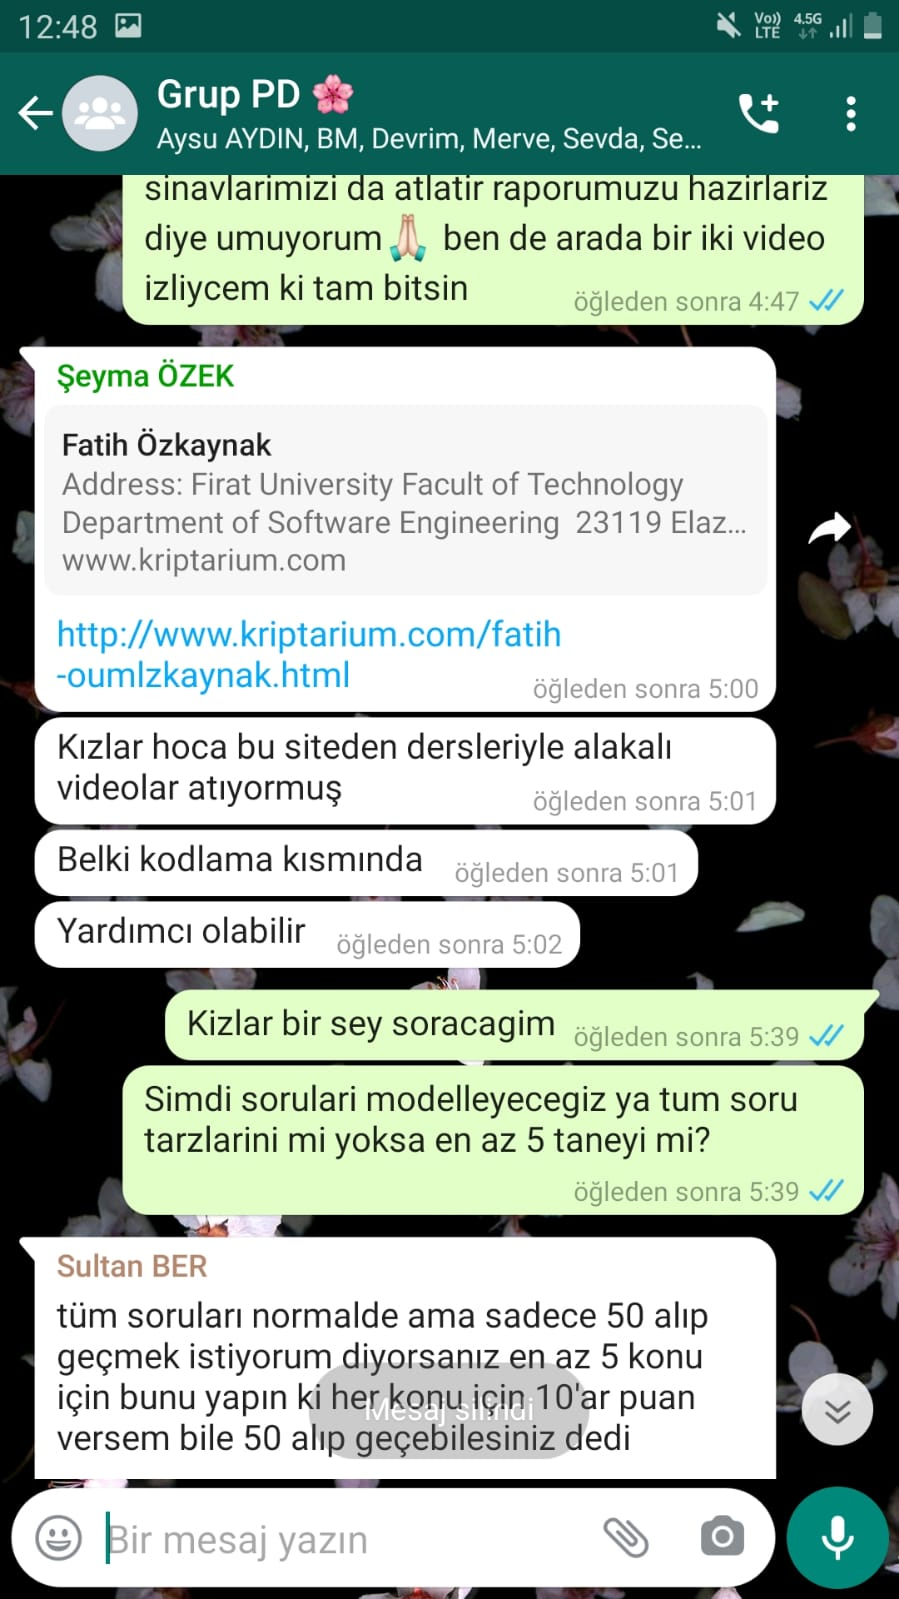 12:48
Vo))
LTE
4.5G
Grup PD 🌸
Aysu AYDIN, BM, Devrim, Merve, Sevda, Se...
sinavlarimizi da atlatir raporumuzu hazirlariz
diye umuyorum🙏🏻 ben de arada bir iki video
izliycem ki tam bitsin
öğleden sonra 4:47
Şeyma ÖZEK
Fatih Özkaynak
Address: Firat University Facult of Technology
Department of Software Engineering 23119 Elaz...
www.kriptarium.com
http://www.kriptarium.com/fatih
-oumlzkaynak.html
öğleden sonra 5:00
Kızlar hoca bu siteden dersleriyle alakalı
videolar atıyormuş
öğleden sonra 5:01
Belki kodlama kısmında
öğleden sonra 5:01
Yardımcı olabilir
öğleden sonra 5:02
Kizlar bir sey soracagim
öğleden sonra 5:39
Simdi sorulari modelleyecegiz ya tum soru
tarzlarini mi yoksa en az 5 taneyi mi?
öğleden sonra 5:39
Sultan BER
tüm soruları normalde ama sadece 50 alıp
geçmek istiyorum diyorsanız en az 5 konu
için bunu yapın ki her konu için 10'ar puan
versem bile 50 alıp geçebilesiniz dedi
Mesaj silindi
Bir mesaj yazın